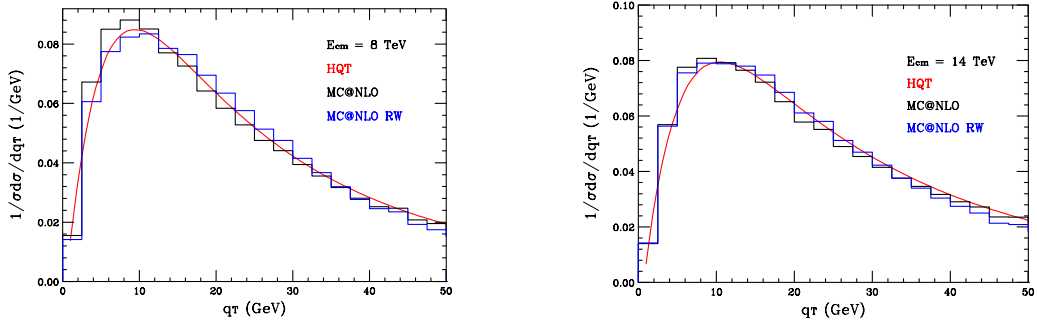 0.08
0.06
0.04
0.02
0.00
1/σdσ/dqT (1/GeV)
Ecm = 8 TeV
HQT
MC@NLO
MC@NLO RW
0 10 20 30 40 50
qT (GeV)
0.10
0.08
0.06
0.04
0.02
0.00
1/σdσ/dqT (1/GeV)
Ecm = 14 TeV
HQT
MC@NLO
MC@NLO RW
0 10 20 30 40 50
qT (GeV)